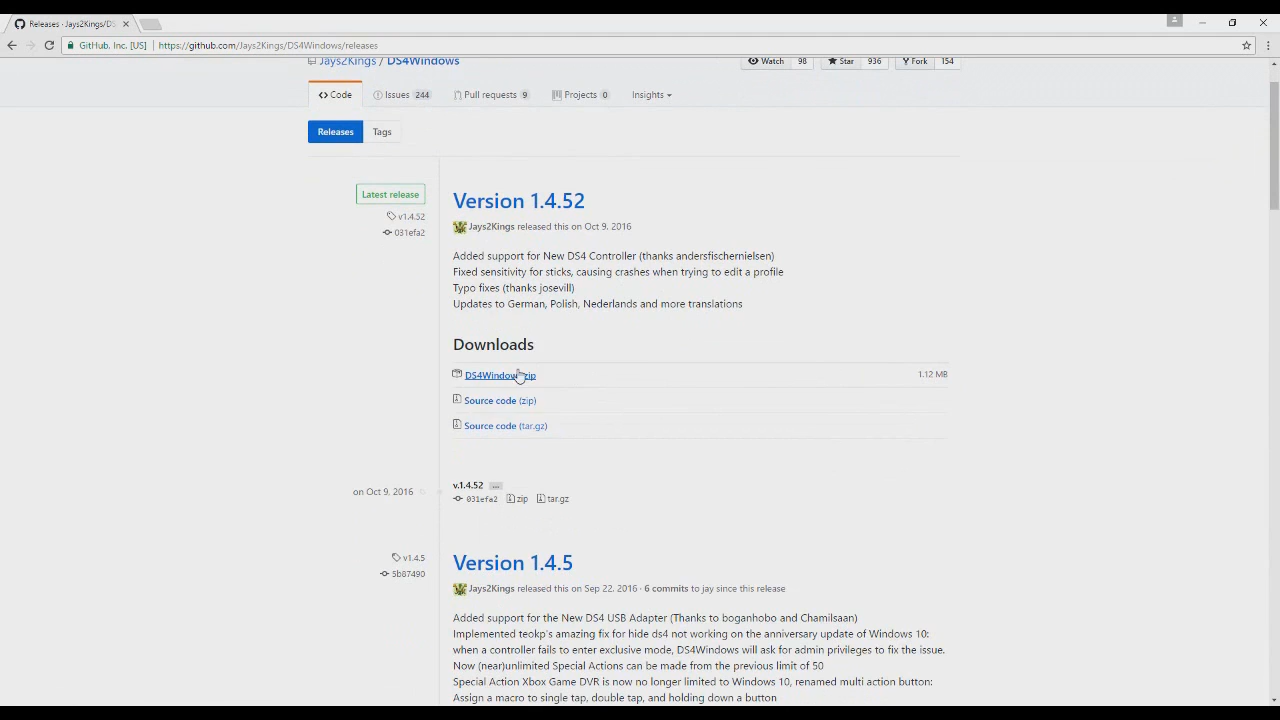 Releases · Jays2Kings/DS
GitHub, Inc. [US] https://github.com/Jays2Kings/DS4Windows/releases
Jays2Kings / DS4Windows
Watch 98 Star 936 Fork 154
Code Issues 244 Pull requests 9 Projects 0 Insights
Releases Tags
Latest release
v1.4.52
031efa2
Version 1.4.52
Jays2Kings released this on Oct 9, 2016
Added support for New DS4 Controller (thanks andersfischernielsen)
Fixed sensitivity for sticks, causing crashes when trying to edit a profile
Typo fixes (thanks josevill)
Updates to German, Polish, Nederlands and more translations
Downloads
DS4Windows.zip 1.12 MB
Source code (zip)
Source code (tar.gz)
on Oct 9, 2016
v.1.4.52 ...
031efa2 zip tar.gz
v1.4.5
5b87490
Version 1.4.5
Jays2Kings released this on Sep 22, 2016 · 6 commits to jay since this release
Added support for the New DS4 USB Adapter (Thanks to boganhobo and Chamilsaan)
Implemented teokp's amazing fix for hide ds4 not working on the anniversary update of Windows 10:
when a controller fails to enter exclusive mode, DS4Windows will ask for admin privileges to fix the issue.
Now (near)unlimited Special Actions can be made from the previous limit of 50
Special Action Xbox Game DVR is now no longer limited to Windows 10, renamed multi action button:
Assign a macro to single tap, double tap, and holding down a button